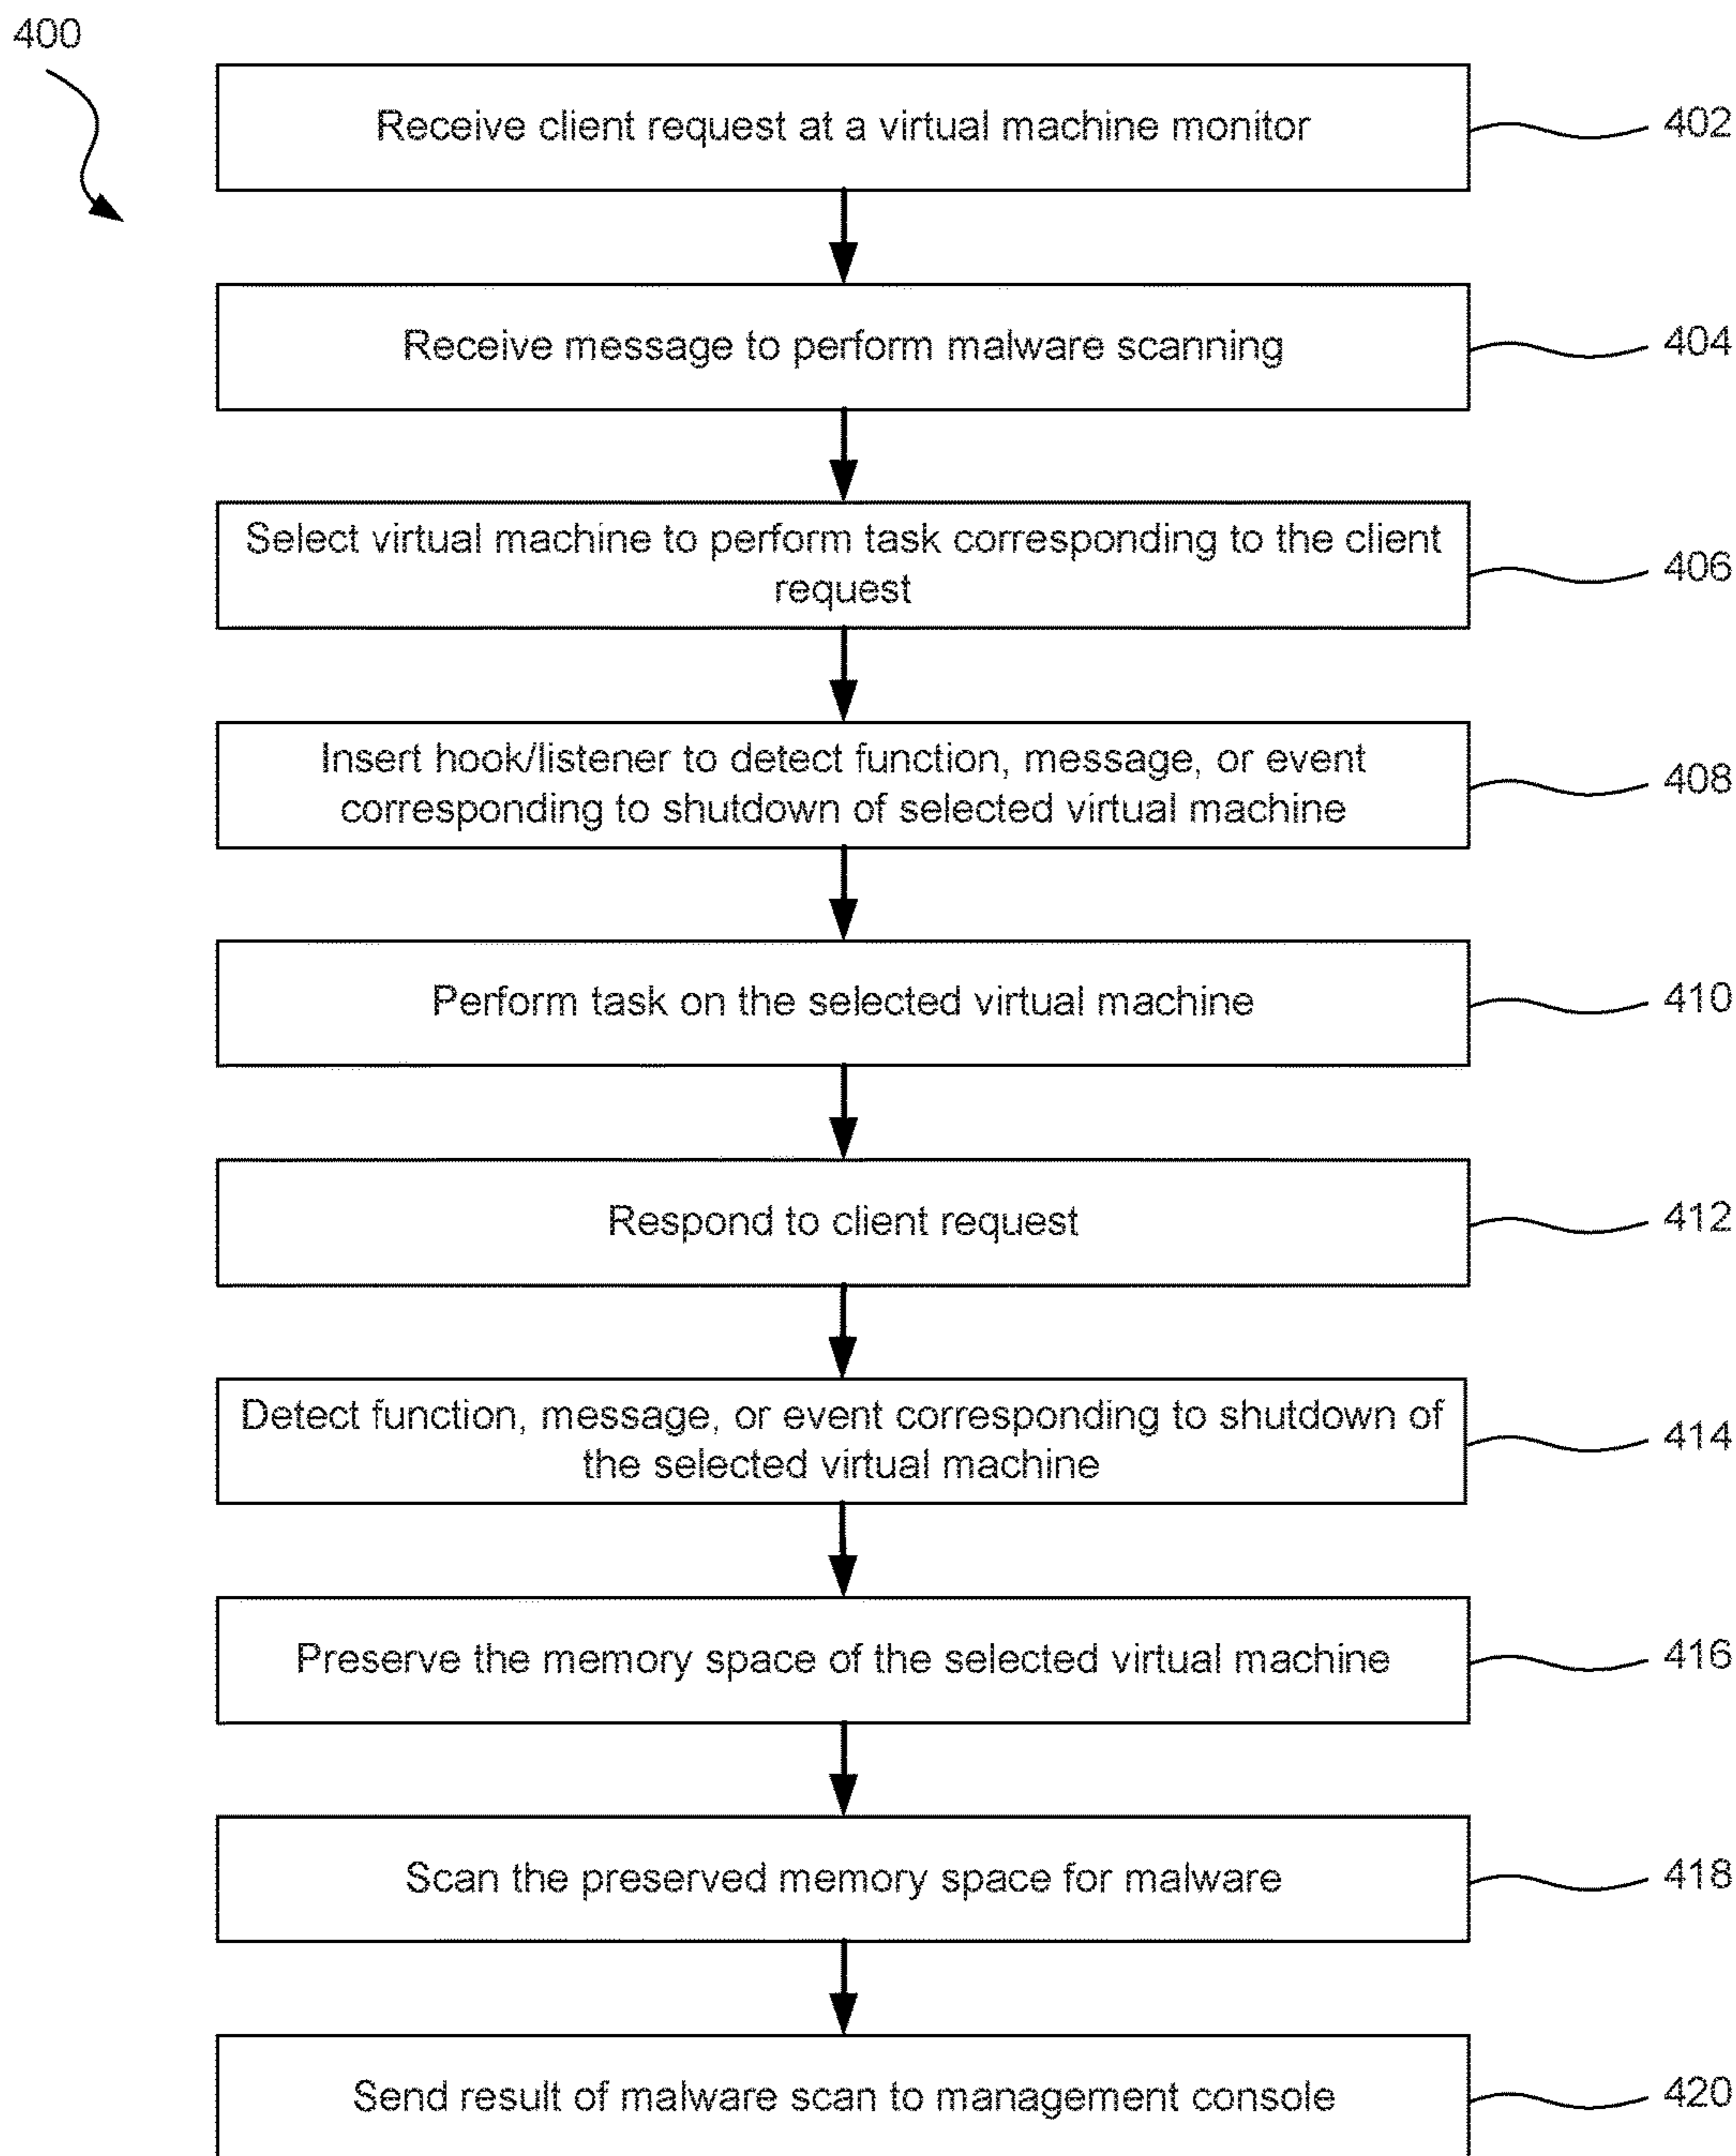 400
Receive client request at a virtual machine monitor
402
Receive message to perform malware scanning
404
Select virtual machine to perform task corresponding to the client
request
406
Insert hook/listener to detect function, message, or event
corresponding to shutdown of selected virtual machine
408
Perform task on the selected virtual machine
410
Respond to client request
412
Detect function, message, or event corresponding to shutdown of
the selected virtual machine
414
Preserve the memory space of the selected virtual machine
416
Scan the preserved memory space for malware
418
Send result of malware scan to management console
420